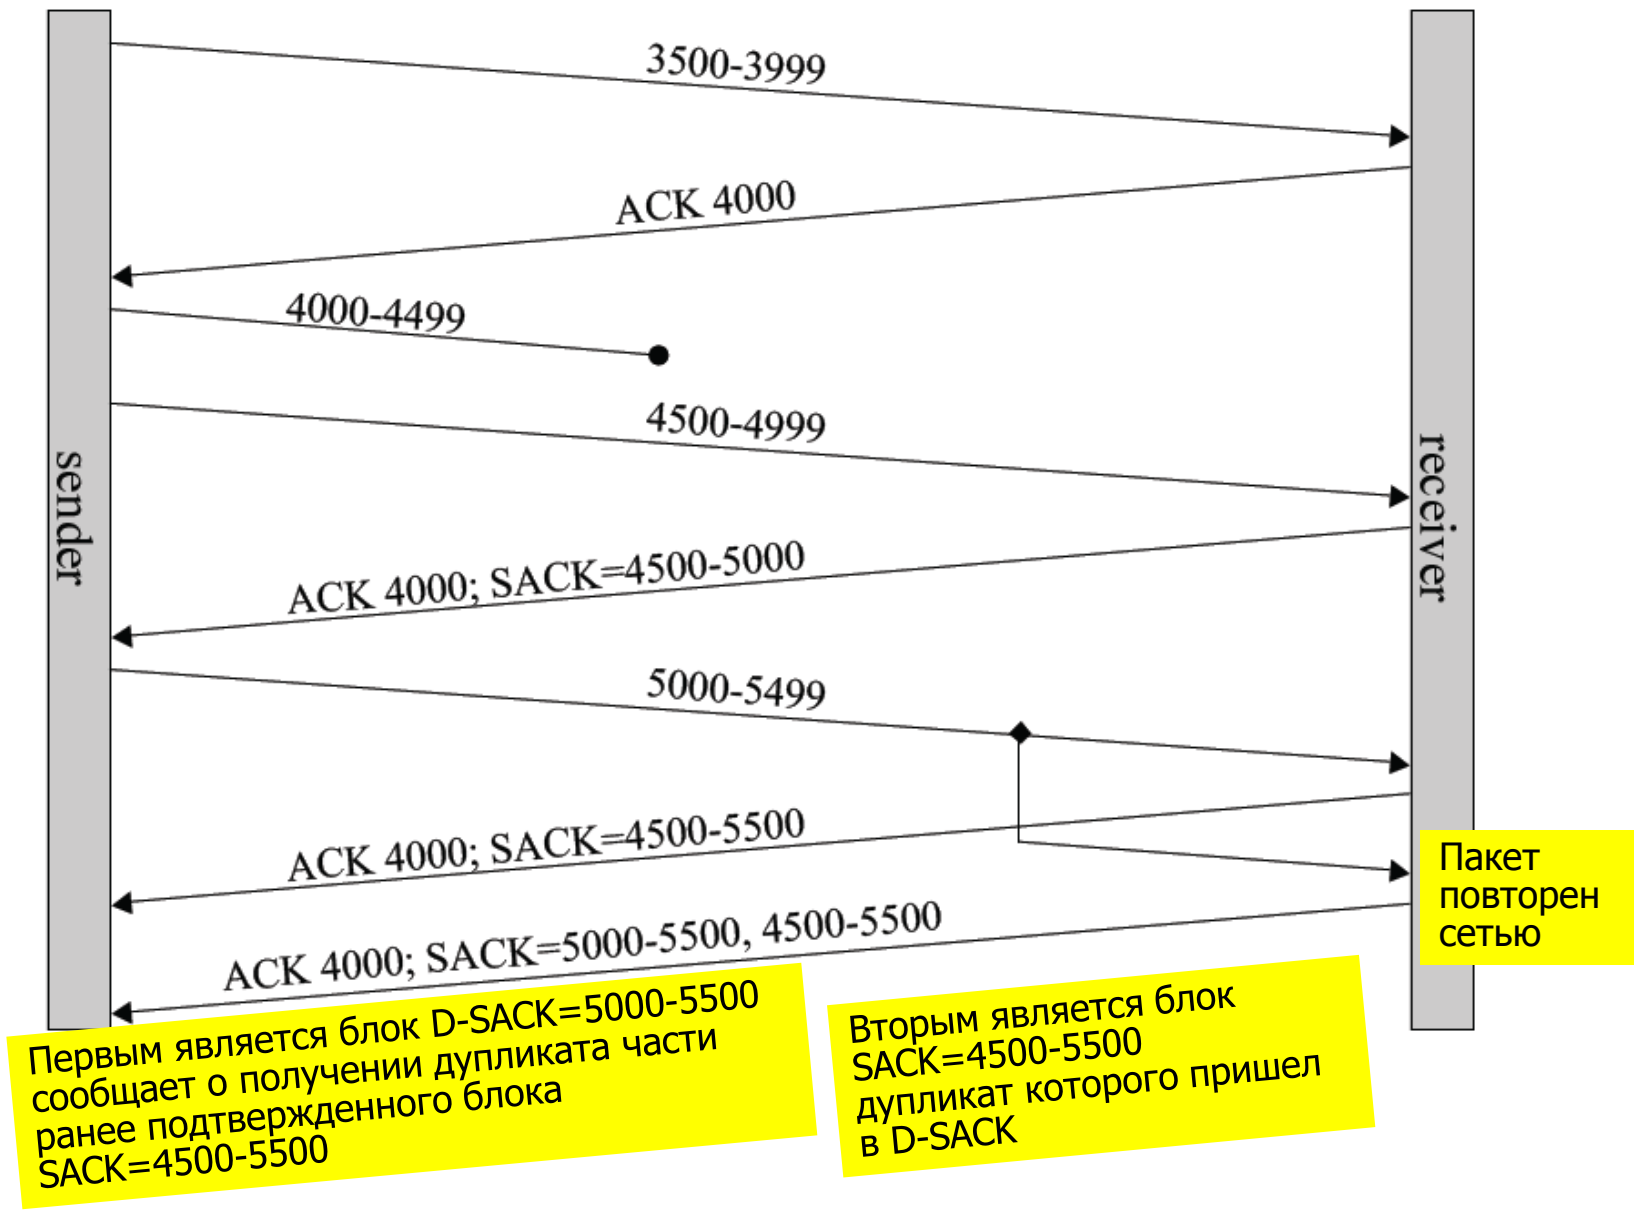 3500-3999
ACK 4000
4000-4499
4500-4999
sender
receiver
ACK 4000; SACK=4500-5000
5000-5499
ACK 4000; SACK=4500-5500
Пакет
повторен
сетью
ACK 4000; SACK=5000-5500, 4500-5500
Первым является блок D-SACK=5000-5500
сообщает о получении дупликата части
ранее подтвержденного блока
SACK=4500-5500
Вторым является блок
SACK=4500-5500
дупликат которого пришел
в D-SACK